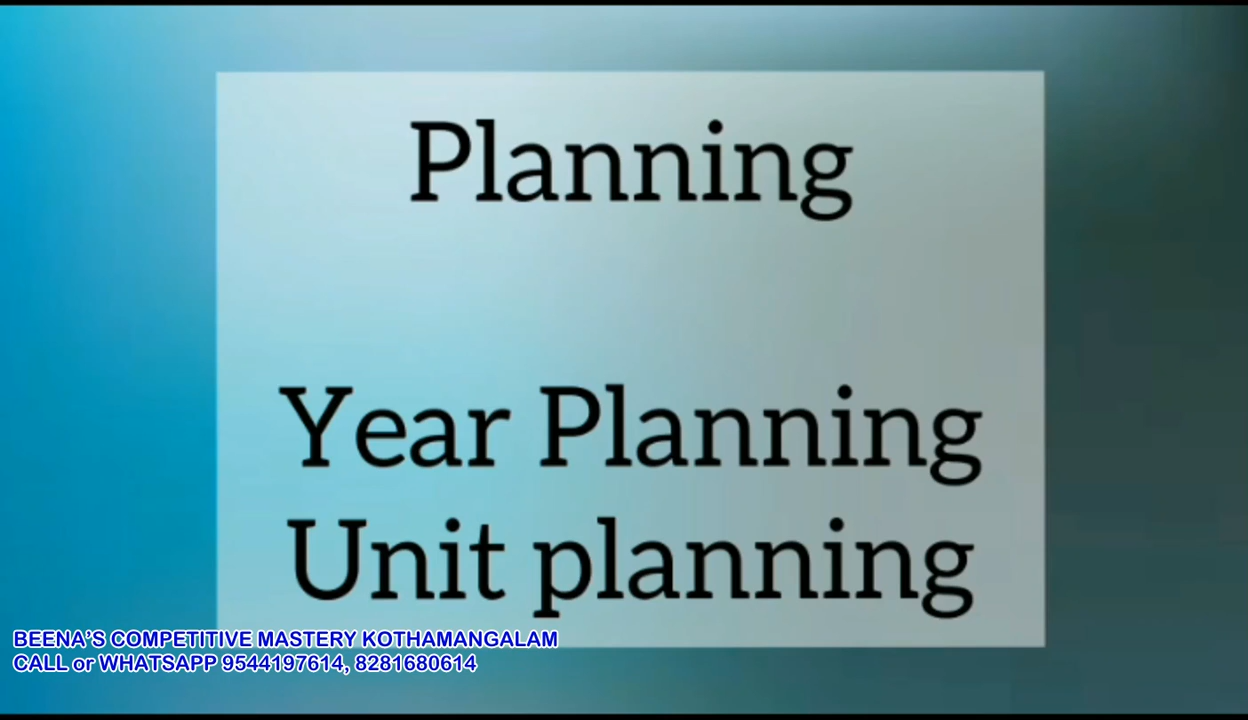 Planning
Year Planning
Unit planning
BEENA'S COMPETITIVE MASTERY KOTHAMANGALAM
CALL or WHATSAPP 9544197614, 8281680614